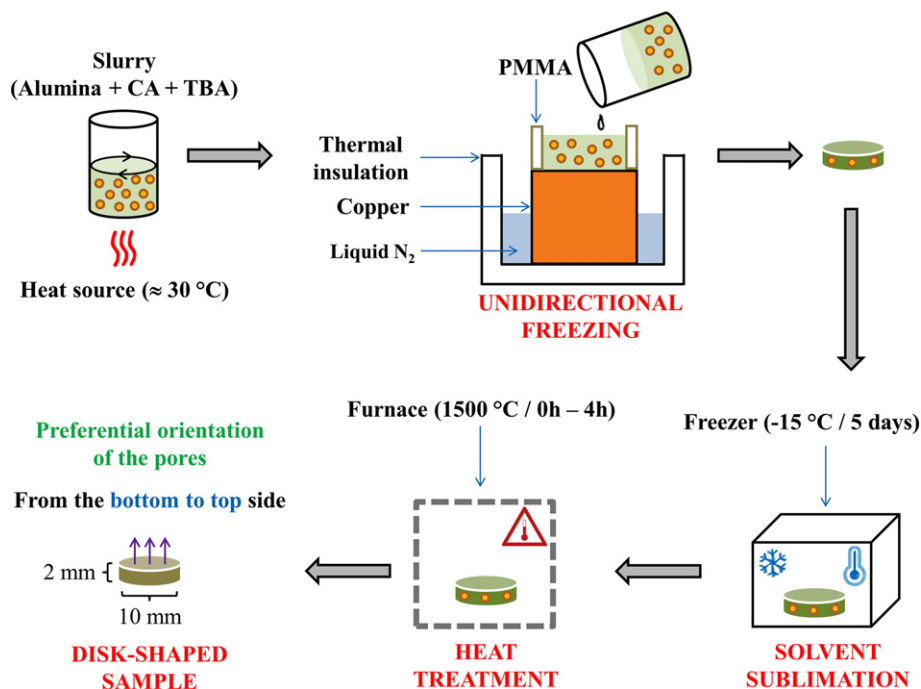 Slurry
(Alumina + CA + TBA)
Heat source (≈ 30 °C)
PMMA
Thermal
insulation
Copper
Liquid N₂
UNIDIRECTIONAL
FREEZING
Freezer (-15 °C / 5 days)
SOLVENT
SUBLIMATION
Furnace (1500 °C / 0h – 4h)
HEAT
TREATMENT
Preferential orientation
of the pores
From the bottom to top side
2 mm
10 mm
DISK-SHAPED
SAMPLE